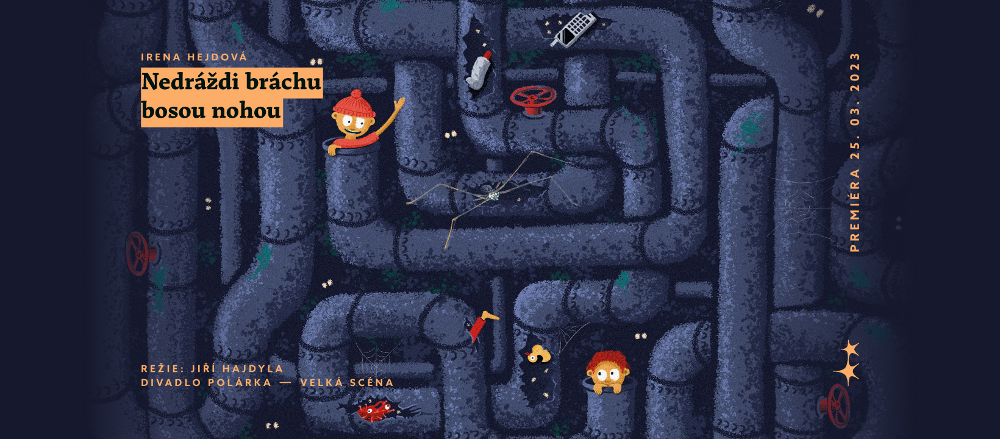 IRENA HEJDOVÁ
Nedráždi bráchu
bosou nohou
PREMIÉRA 25. 03. 2023
REŽIE: JIŘÍ HAJDYLA
DIVADLO POLÁRKA — VELKÁ SCÉNA